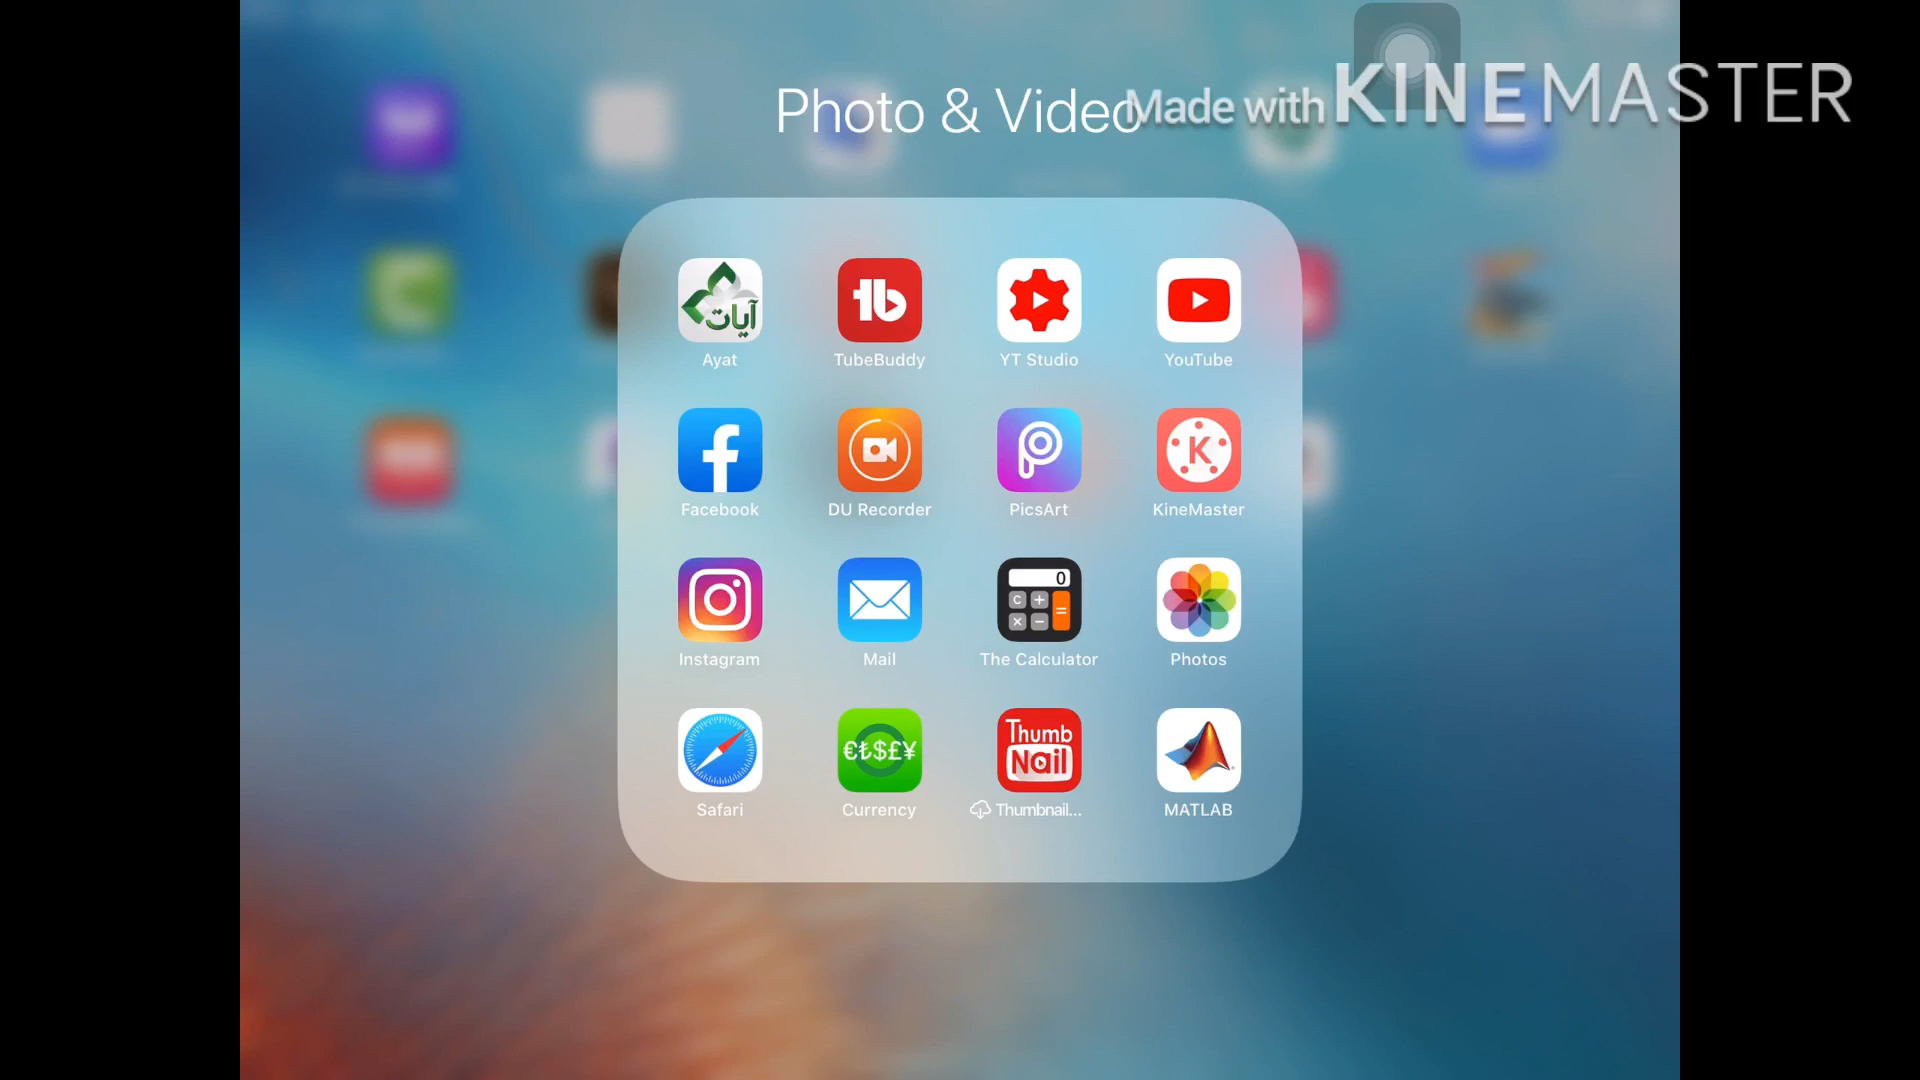 Photo & Video
Made with KINEMASTER
آيات
Ayat
TubeBuddy
YT Studio
YouTube
Facebook
DU Recorder
PicsArt
K
KineMaster
Instagram
Mail
0
C + =
× −
The Calculator
Photos
Safari
€₺$£¥
Currency
Thumb
Nail
Thumbnail...
MATLAB